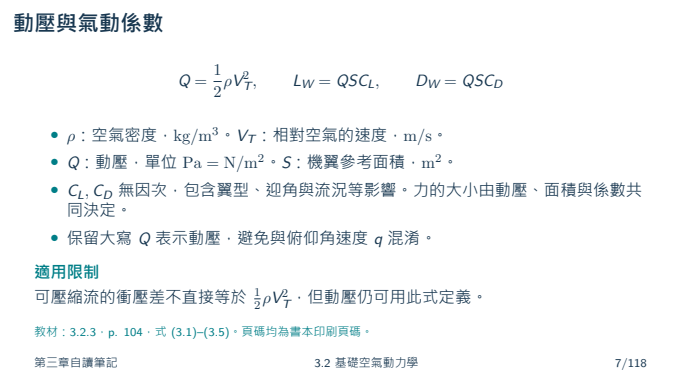 動壓與氣動係數
Q = \frac{1}{2}ρV_T^2, L_W = QSC_L, D_W = QSC_D
• ρ：空氣密度，kg/m³。V_T：相對空氣的速度，m/s。
• Q：動壓，單位 Pa = N/m²。S：機翼參考面積，m²。
• C_L, C_D 無因次，包含翼型、迎角與流況等影響。力的大小由動壓、面積與係數共
同決定。
• 保留大寫 Q 表示動壓，避免與俯仰角速度 q 混淆。
適用限制
可壓縮流的衝壓差不直接等於 \frac{1}{2}ρV_T^2，但動壓仍可用此式定義。
教材：3.2.3，p. 104，式 (3.1)–(3.5)。頁碼均為書本印刷頁碼。
第三章自讀筆記 3.2 基礎空氣動力學 7/118